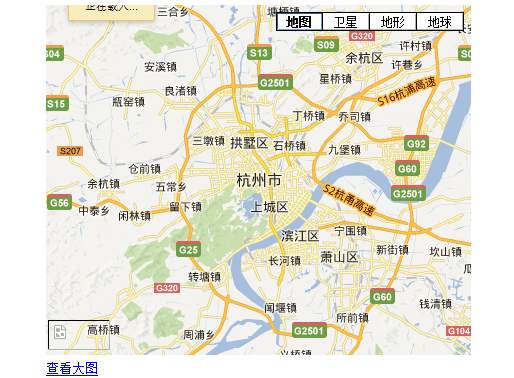 正在载入...
三合乡
塘栖镇
地图 卫星 地形 地球
G320
S04
S13
S09
许村镇
余杭区
许巷乡
安溪镇
星桥镇
G2501
良渚镇
S16杭浦高速
S15
瓶窑镇
丁桥镇
乔司镇
三墩镇
拱墅区
石桥镇
G92
S207
九堡镇
仓前镇
G60
余杭镇
五常乡
杭州市
S2杭甬高速
G2501
G56
中泰乡
闲林镇
留下镇
上城区
滨江区
宁围镇
G25
新街镇
坎山镇
长河镇
萧山区
转塘镇
G320
G60
闻堰镇
所前镇
钱清镇
高桥镇
周浦乡
G2501
G104
义桥镇
查看大图